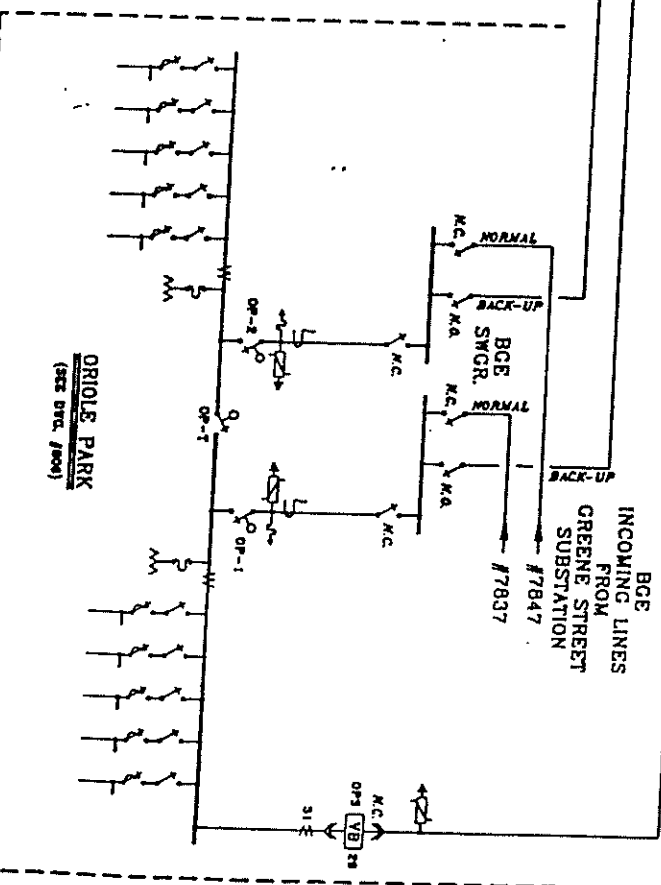 BGE
INCOMING LINES
FROM
GREENE STREET
SUBSTATION
#7847
#7837
N.C.
NORMAL
N.O.
BACK-UP
BGE
SWGR.
N.C.
NORMAL
N.O.
BACK-UP
N.C.
N.C.
OP-2
OP-T
OP-1
N.C.
VB
S1
ORIOLE PARK